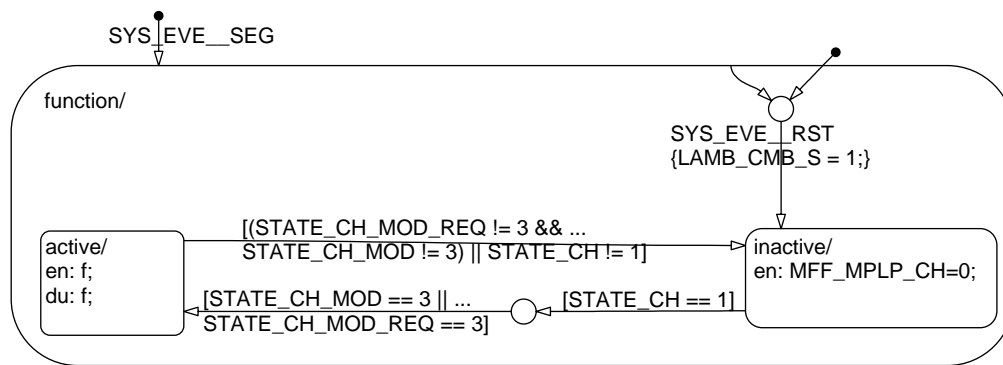 SYS_EVE__SEG
function/
SYS_EVE__RST
{LAMB_CMB_S = 1;}
[(STATE_CH_MOD_REQ != 3 && ...
STATE_CH_MOD != 3) || STATE_CH != 1]
active/
en: f;
du: f;
inactive/
en: MFF_MPLP_CH=0;
[STATE_CH_MOD == 3 || ...
STATE_CH_MOD_REQ == 3]
[STATE_CH == 1]